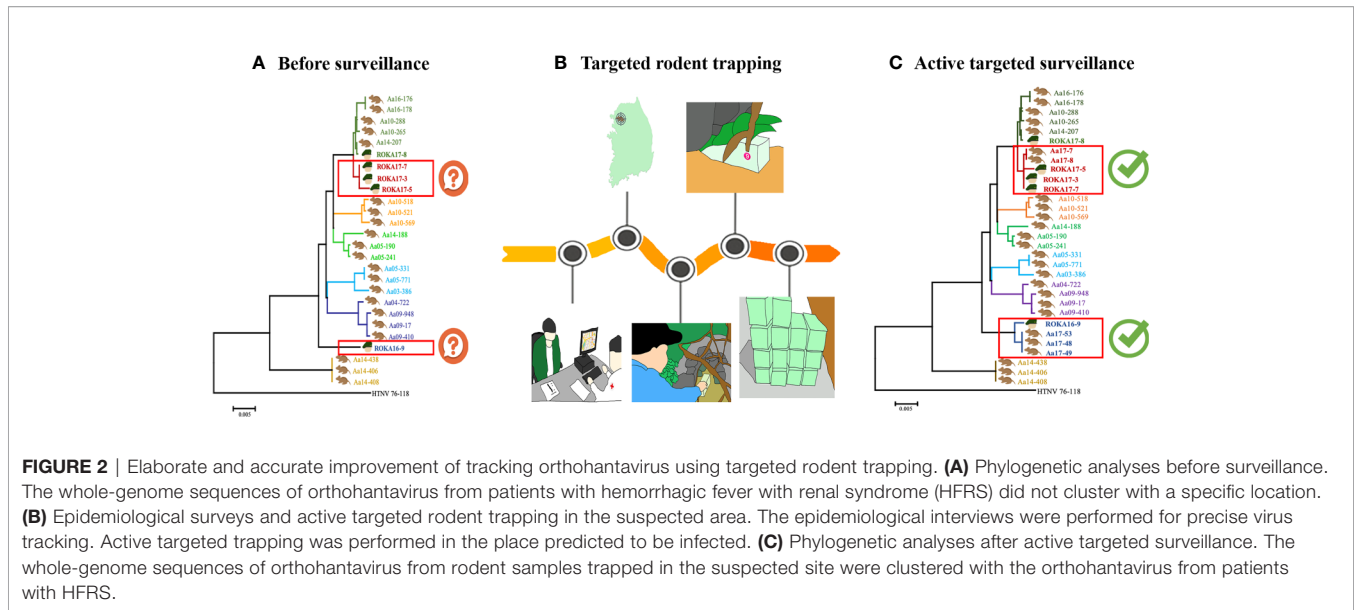 A Before surveillance
Aa16-176
Aa16-178
Aa10-288
Aa10-265
Aa14-207
ROKA17-8
ROKA17-7
ROKA17-3
ROKA17-5
Aa10-518
Aa10-521
Aa10-569
Aa14-188
Aa05-190
Aa05-241
Aa05-331
Aa05-771
Aa03-386
Aa04-722
Aa09-948
Aa09-17
Aa09-410
ROKA16-9
Aa14-438
Aa14-406
Aa14-408
HTNV 76-118
0.005
?
?
B Targeted rodent trapping
C Active targeted surveillance
Aa16-176
Aa16-178
Aa10-288
Aa10-265
Aa14-207
ROKA17-8
Aa17-7
Aa17-8
ROKA17-5
ROKA17-3
ROKA17-7
Aa10-518
Aa10-521
Aa10-569
Aa14-188
Aa05-190
Aa05-241
Aa05-331
Aa05-771
Aa03-386
Aa04-722
Aa09-948
Aa09-17
Aa09-410
ROKA16-9
Aa17-53
Aa17-48
Aa17-49
Aa14-438
Aa14-406
Aa14-408
HTNV 76-118
0.005
FIGURE 2 | Elaborate and accurate improvement of tracking orthohantavirus using targeted rodent trapping. (A) Phylogenetic analyses before surveillance.
The whole-genome sequences of orthohantavirus from patients with hemorrhagic fever with renal syndrome (HFRS) did not cluster with a specific location.
(B) Epidemiological surveys and active targeted rodent trapping in the suspected area. The epidemiological interviews were performed for precise virus
tracking. Active targeted trapping was performed in the place predicted to be infected. (C) Phylogenetic analyses after active targeted surveillance. The
whole-genome sequences of orthohantavirus from rodent samples trapped in the suspected site were clustered with the orthohantavirus from patients
with HFRS.